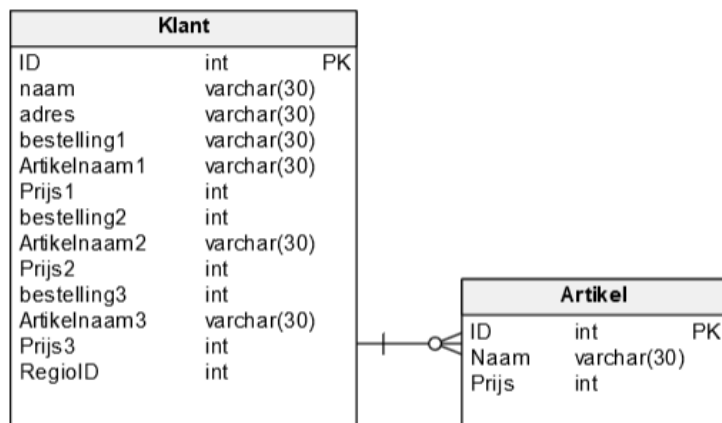 Klant
ID int PK
naam varchar(30)
adres varchar(30)
bestelling1 varchar(30)
Artikelnaam1 varchar(30)
Prijs1 int
bestelling2 int
Artikelnaam2 varchar(30)
Prijs2 int
bestelling3 int
Artikelnaam3 varchar(30)
Prijs3 int
RegioID int
Artikel
ID int PK
Naam varchar(30)
Prijs int